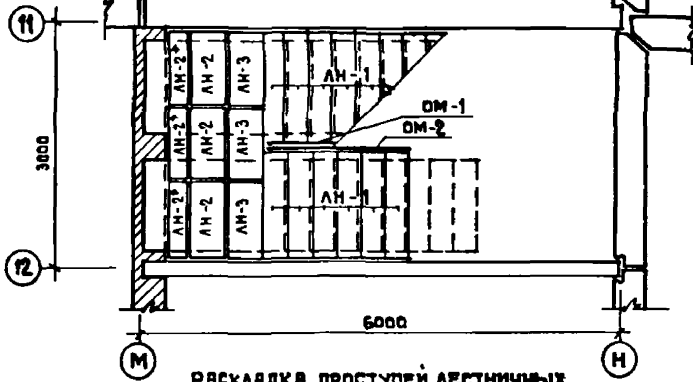 11
ЛН-2*
ЛН-2
ЛН-3
ЛН-1
ОМ-1
ОМ-2
3000
ЛН-2*
ЛН-2
ЛН-3
ЛН-2*
ЛН-2
ЛН-3
ЛН-1
12
6000
М
Н
РАСКЛАДКА ПРОСТУПЕЙ ЛЕСТНИЧНЫХ